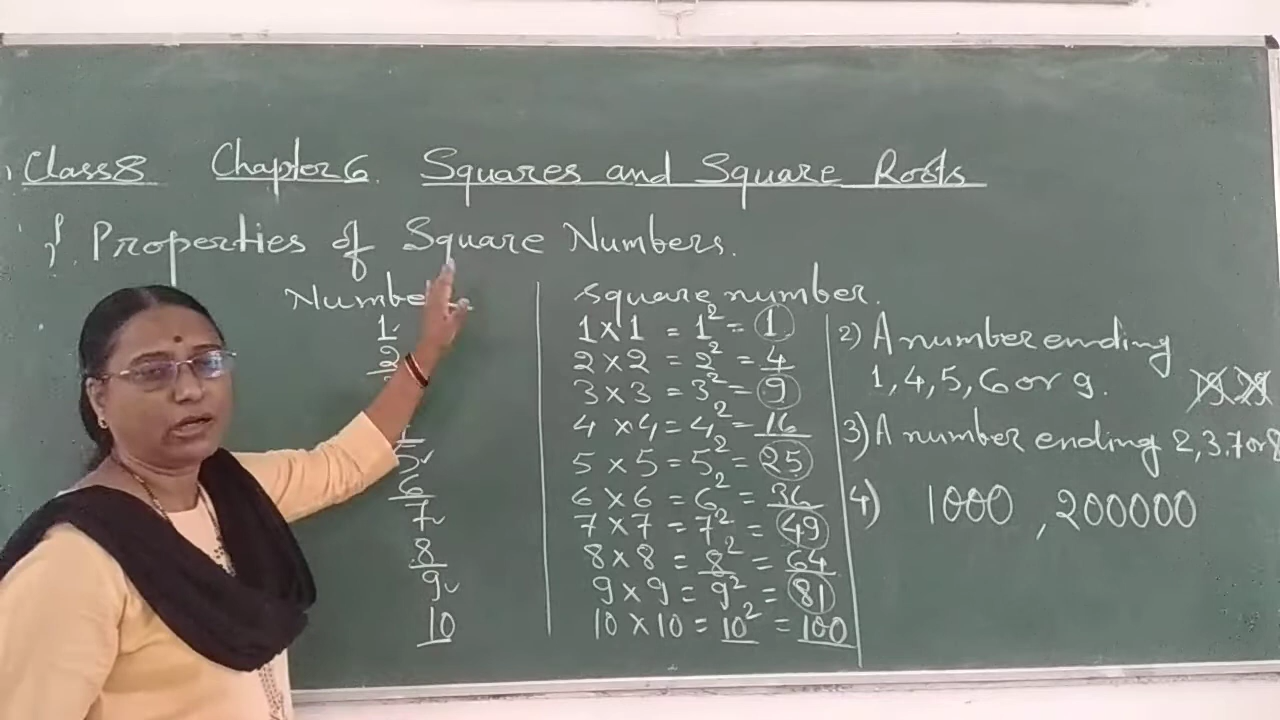 Class 8 Chapter 6. Squares and Square Roots
Properties of Square Numbers.
Number
square number.
1
1 × 1 = 1² = 1
2
2 × 2 = 2² = 4
3 × 3 = 3² = 9
4 × 4 = 4² = 16
5
5 × 5 = 5² = 25
6
6 × 6 = 6² = 36
7
7 × 7 = 7² = 49
8
8 × 8 = 8² = 64
9
9 × 9 = 9² = 81
10
10 × 10 = 10² = 100
2) A number ending
1, 4, 5, 6 or 9.
3) A number ending 2, 3, 7 or 8
4) 1000 , 200000